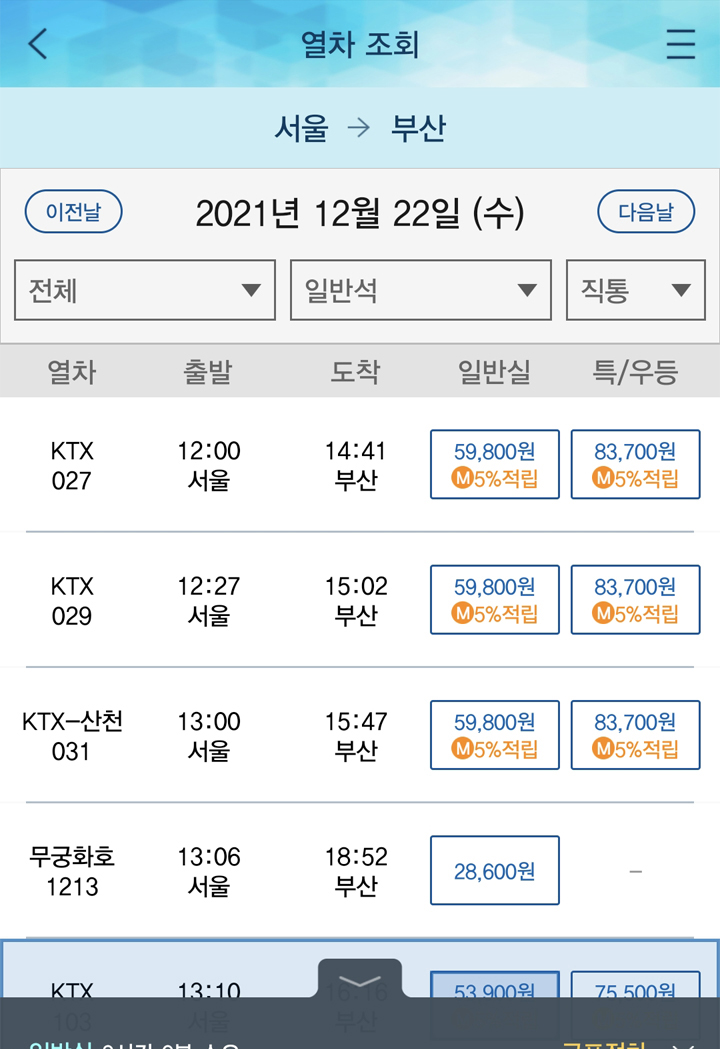 열차 조회
서울 → 부산
이전날 2021년 12월 22일 (수) 다음날
전체 일반석 직통
열차 출발 도착 일반실 특/우등
KTX 12:00 14:41 59,800원 83,700원
027 서울 부산 M5%적립 M5%적립
KTX 12:27 15:02 59,800원 83,700원
029 서울 부산 M5%적립 M5%적립
KTX-산천 13:00 15:47 59,800원 83,700원
031 서울 부산 M5%적립 M5%적립
무궁화호 13:06 18:52 28,600원 -
1213 서울 부산
KTX 13:10 16:16 53,900원 75,500원
103 서울 부산
일반실